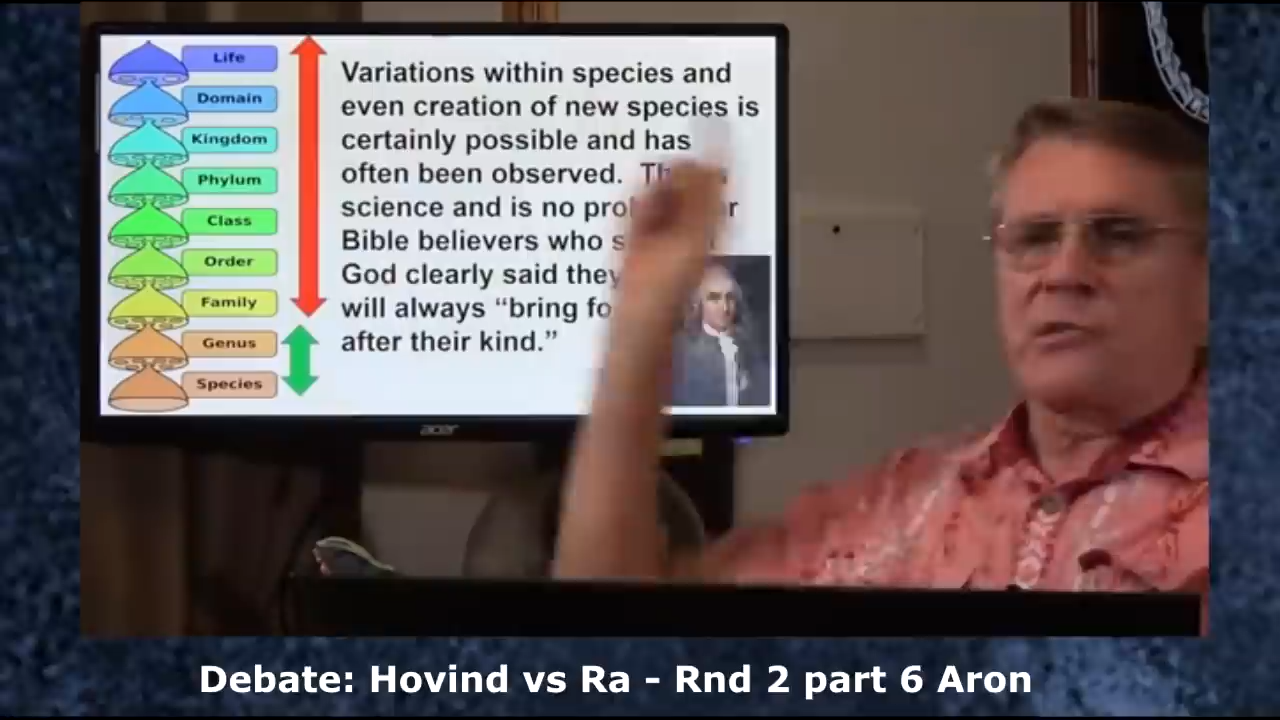 Life
Domain
Kingdom
Phylum
Class
Order
Family
Genus
Species
Variations within species and
even creation of new species is
certainly possible and has
often been observed.
science and is no
Bible believers who
God clearly said they
will always “bring
after their kind.”
acer
Debate: Hovind vs Ra - Rnd 2 part 6 Aron